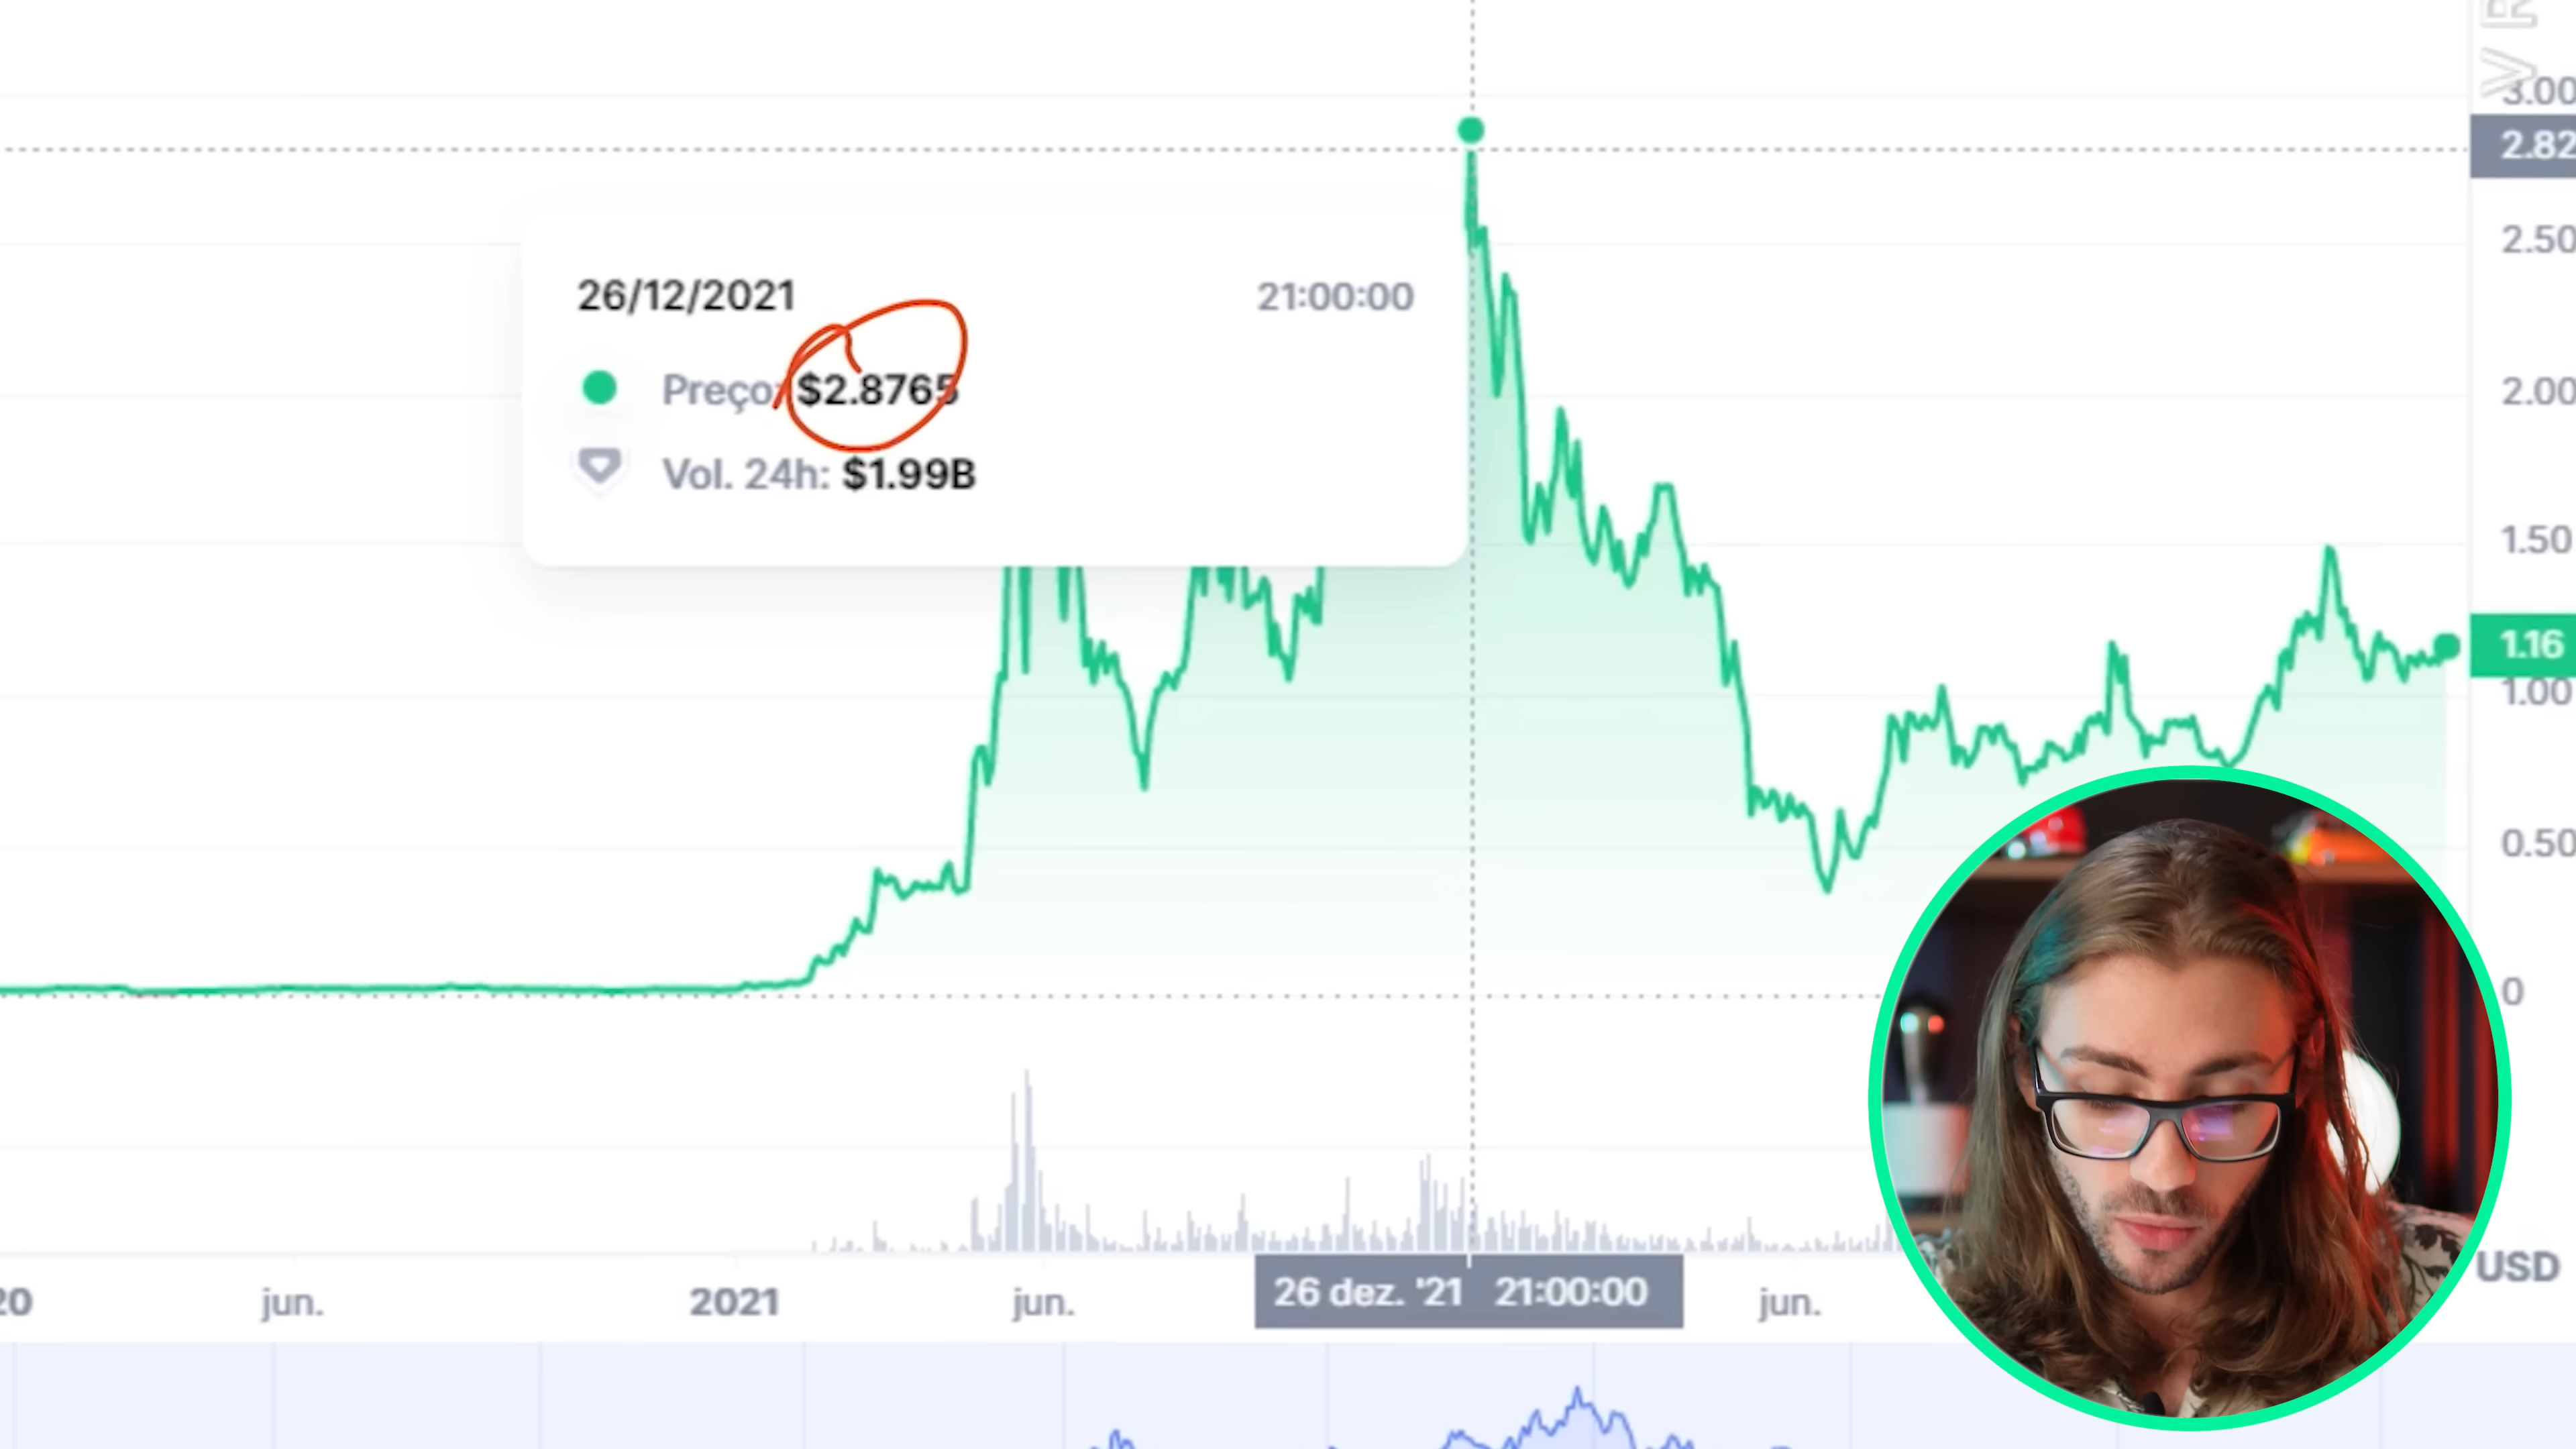 V R
3.00
2.82
26/12/2021 21:00:00
2.50
Preço: $2.8765
2.00
Vol. 24h: $1.99B
1.50
1.16
1.00
0.50
0
20 jun. 2021 jun. 26 dez. '21 21:00:00 jun.
USD